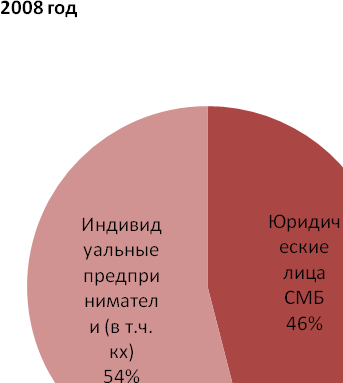 2008 год
Индивид
уальные
предпри
нимател
и (в т.ч.
кх)
54%
Юридич
еские
лица
СМБ
46%